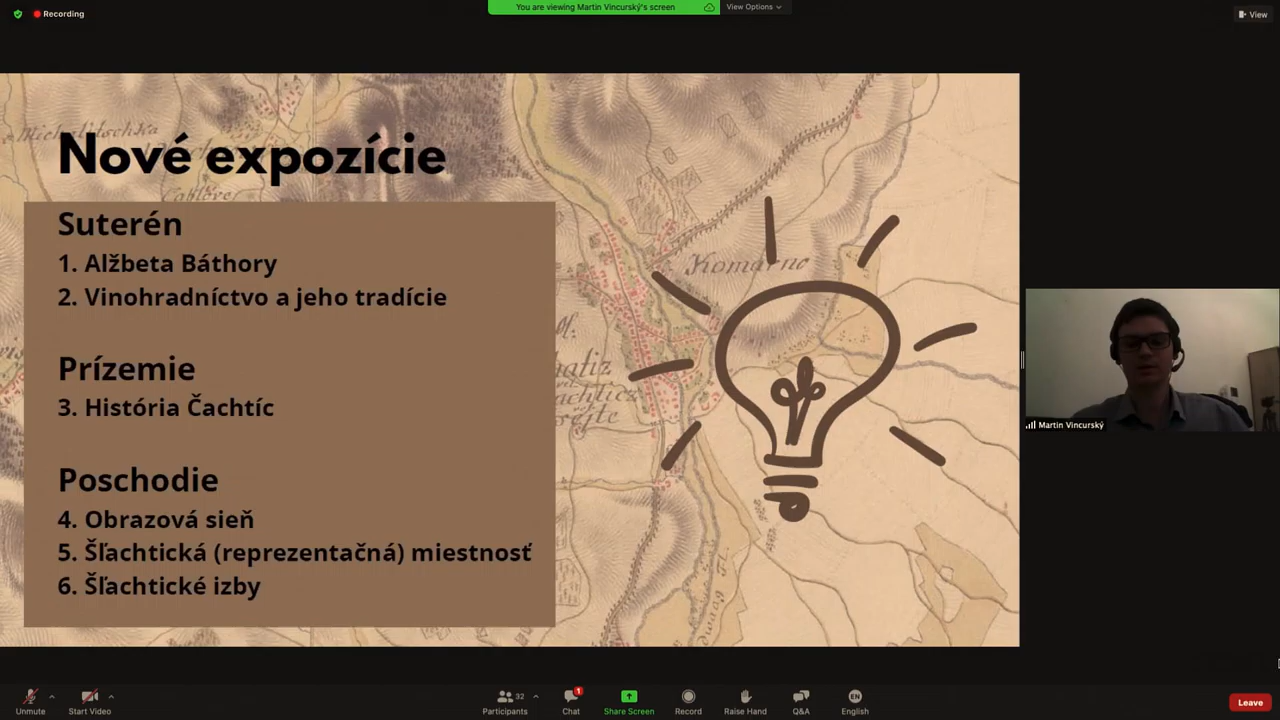 Recording
You are viewing Martin Vincurský's screen
View Options
View
Michalitschka
Nové expozície
Suterén
1. Alžbeta Báthory
2. Vinohradníctvo a jeho tradície
Komarno
Prízemie
3. História Čachtíc
Poschodie
4. Obrazová sieň
5. Šľachtická (reprezentačná) miestnosť
6. Šľachtické izby
Martin Vincurský
Unmute
Start Video
32
Participants
1
Chat
Share Screen
Record
Raise Hand
Q&A
EN
English
Leave